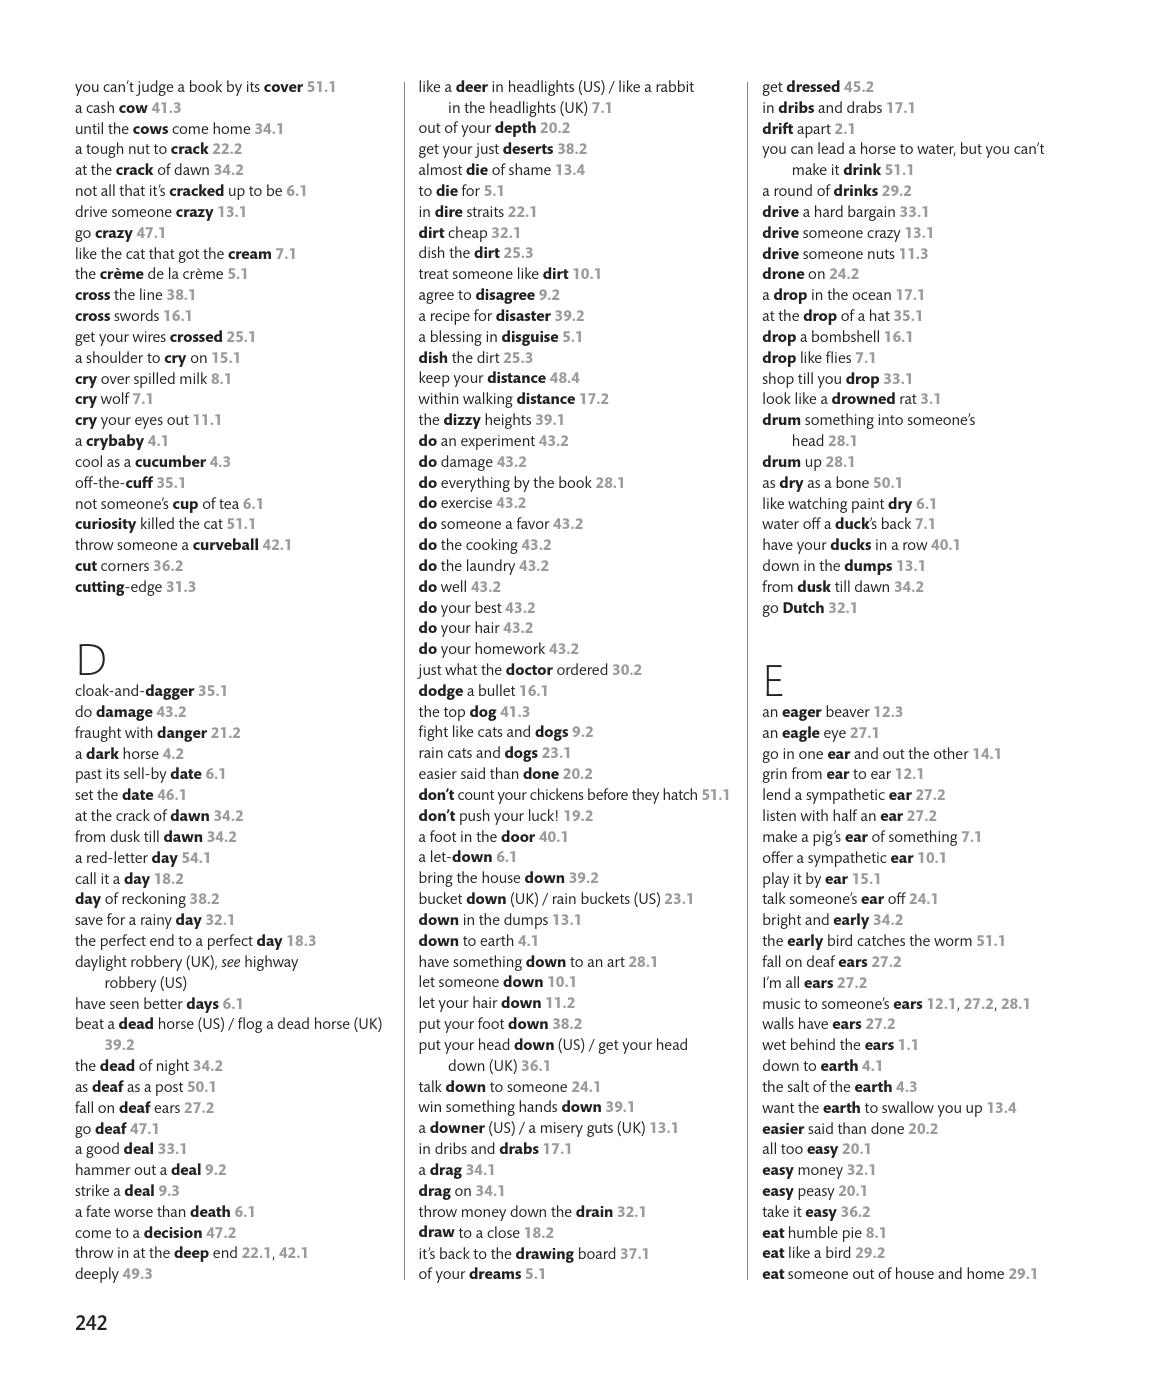 you can't judge a book by its cover 51.1
a cash cow 41.3
until the cows come home 34.1
a tough nut to crack 22.2
at the crack of dawn 34.2
not all that it's cracked up to be 6.1
drive someone crazy 13.1
go crazy 47.1
like the cat that got the cream 7.1
the crème de la crème 5.1
cross the line 38.1
cross swords 16.1
get your wires crossed 25.1
a shoulder to cry on 15.1
cry over spilled milk 8.1
cry wolf 7.1
cry your eyes out 11.1
a crybaby 4.1
cool as a cucumber 4.3
off-the-cuff 35.1
not someone's cup of tea 6.1
curiosity killed the cat 51.1
throw someone a curveball 42.1
cut corners 36.2
cutting-edge 31.3
D
cloak-and-dagger 35.1
do damage 43.2
fraught with danger 21.2
a dark horse 4.2
past its sell-by date 6.1
set the date 46.1
at the crack of dawn 34.2
from dusk till dawn 34.2
a red-letter day 54.1
call it a day 18.2
day of reckoning 38.2
save for a rainy day 32.1
the perfect end to a perfect day 18.3
daylight robbery (UK), see highway
robbery (US)
have seen better days 6.1
beat a dead horse (US) / flog a dead horse (UK)
39.2
the dead of night 34.2
as deaf as a post 50.1
fall on deaf ears 27.2
go deaf 47.1
a good deal 33.1
hammer out a deal 9.2
strike a deal 9.3
a fate worse than death 6.1
come to a decision 47.2
throw in at the deep end 22.1, 42.1
deeply 49.3
like a deer in headlights (US) / like a rabbit
in the headlights (UK) 7.1
out of your depth 20.2
get your just deserts 38.2
almost die of shame 13.4
to die for 5.1
in dire straits 22.1
dirt cheap 32.1
dish the dirt 25.3
treat someone like dirt 10.1
agree to disagree 9.2
a recipe for disaster 39.2
a blessing in disguise 5.1
dish the dirt 25.3
keep your distance 48.4
within walking distance 17.2
the dizzy heights 39.1
do an experiment 43.2
do damage 43.2
do everything by the book 28.1
do exercise 43.2
do someone a favor 43.2
do the cooking 43.2
do the laundry 43.2
do well 43.2
do your best 43.2
do your hair 43.2
do your homework 43.2
just what the doctor ordered 30.2
dodge a bullet 16.1
the top dog 41.3
fight like cats and dogs 9.2
rain cats and dogs 23.1
easier said than done 20.2
don't count your chickens before they hatch 51.1
don't push your luck! 19.2
a foot in the door 40.1
a let-down 6.1
bring the house down 39.2
bucket down (UK) / rain buckets (US) 23.1
down in the dumps 13.1
down to earth 4.1
have something down to an art 28.1
let someone down 10.1
let your hair down 11.2
put your foot down 38.2
put your head down (US) / get your head
down (UK) 36.1
talk down to someone 24.1
win something hands down 39.1
a downer (US) / a misery guts (UK) 13.1
in dribs and drabs 17.1
a drag 34.1
drag on 34.1
throw money down the drain 32.1
draw to a close 18.2
it's back to the drawing board 37.1
of your dreams 5.1
get dressed 45.2
in dribs and drabs 17.1
drift apart 2.1
you can lead a horse to water, but you can't
make it drink 51.1
a round of drinks 29.2
drive a hard bargain 33.1
drive someone crazy 13.1
drive someone nuts 11.3
drone on 24.2
a drop in the ocean 17.1
at the drop of a hat 35.1
drop a bombshell 16.1
drop like flies 7.1
shop till you drop 33.1
look like a drowned rat 3.1
drum something into someone's
head 28.1
drum up 28.1
as dry as a bone 50.1
like watching paint dry 6.1
water off a duck's back 7.1
have your ducks in a row 40.1
down in the dumps 13.1
from dusk till dawn 34.2
go Dutch 32.1
E
an eager beaver 12.3
an eagle eye 27.1
go in one ear and out the other 14.1
grin from ear to ear 12.1
lend a sympathetic ear 27.2
listen with half an ear 27.2
make a pig's ear of something 7.1
offer a sympathetic ear 10.1
play it by ear 15.1
talk someone's ear off 24.1
bright and early 34.2
the early bird catches the worm 51.1
fall on deaf ears 27.2
I'm all ears 27.2
music to someone's ears 12.1, 27.2, 28.1
walls have ears 27.2
wet behind the ears 1.1
down to earth 4.1
the salt of the earth 4.3
want the earth to swallow you up 13.4
easier said than done 20.2
all too easy 20.1
easy money 32.1
easy peasy 20.1
take it easy 36.2
eat humble pie 8.1
eat like a bird 29.2
eat someone out of house and home 29.1
242